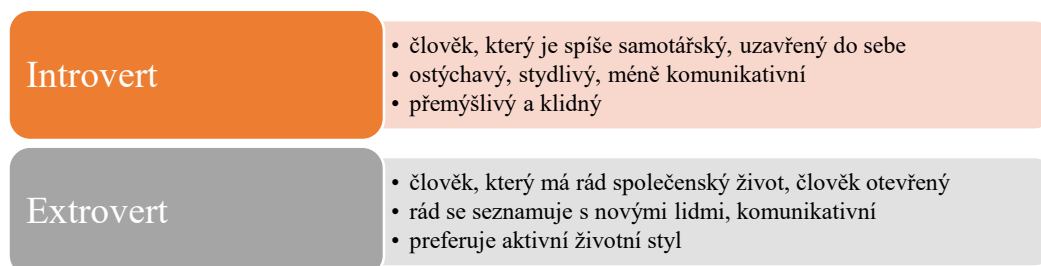 Introvert
• člověk, který je spíše samotářský, uzavřený do sebe
• ostýchavý, stydlivý, méně komunikativní
• přemýšlivý a klidný
Extrovert
• člověk, který má rád společenský život, člověk otevřený
• rád se seznamuje s novými lidmi, komunikativní
• preferuje aktivní životní styl